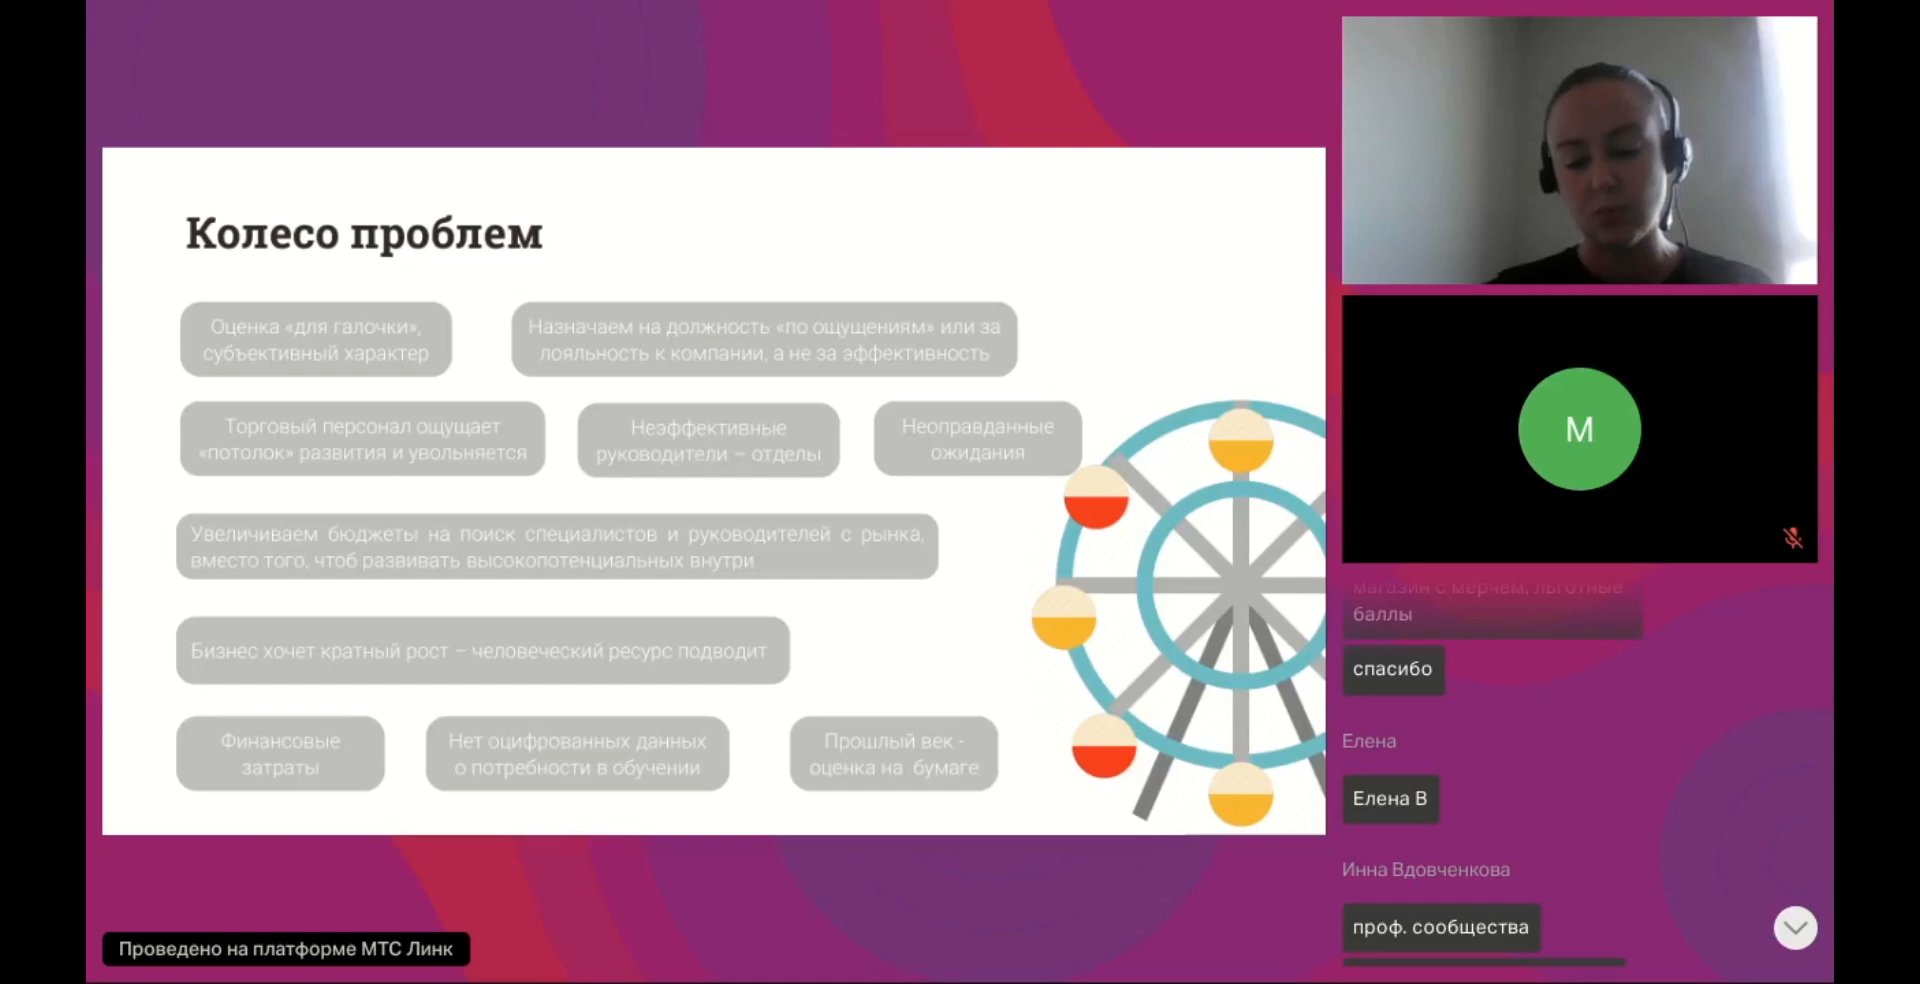 Колесо проблем
Оценка «для галочки»,
субъективный характер
Назначаем на должность «по ощущениям» или за
лояльность к компании, а не за эффективность
Торговый персонал ощущает
«потолок» развития и увольняется
Неэффективные
руководители – отделы
Неоправданные
ожидания
Увеличиваем бюджеты на поиск специалистов и руководителей с рынка,
вместо того, чтоб развивать высокопотенциальных внутри
Бизнес хочет кратный рост – человеческий ресурс подводит
Финансовые
затраты
Нет оцифрованных данных
о потребности в обучении
Прошлый век -
оценка на бумаге
Проведено на платформе МТС Линк
М
магазин с мерчем, льготные
баллы
спасибо
Елена
Елена В
Инна Вдовченкова
проф. сообщества